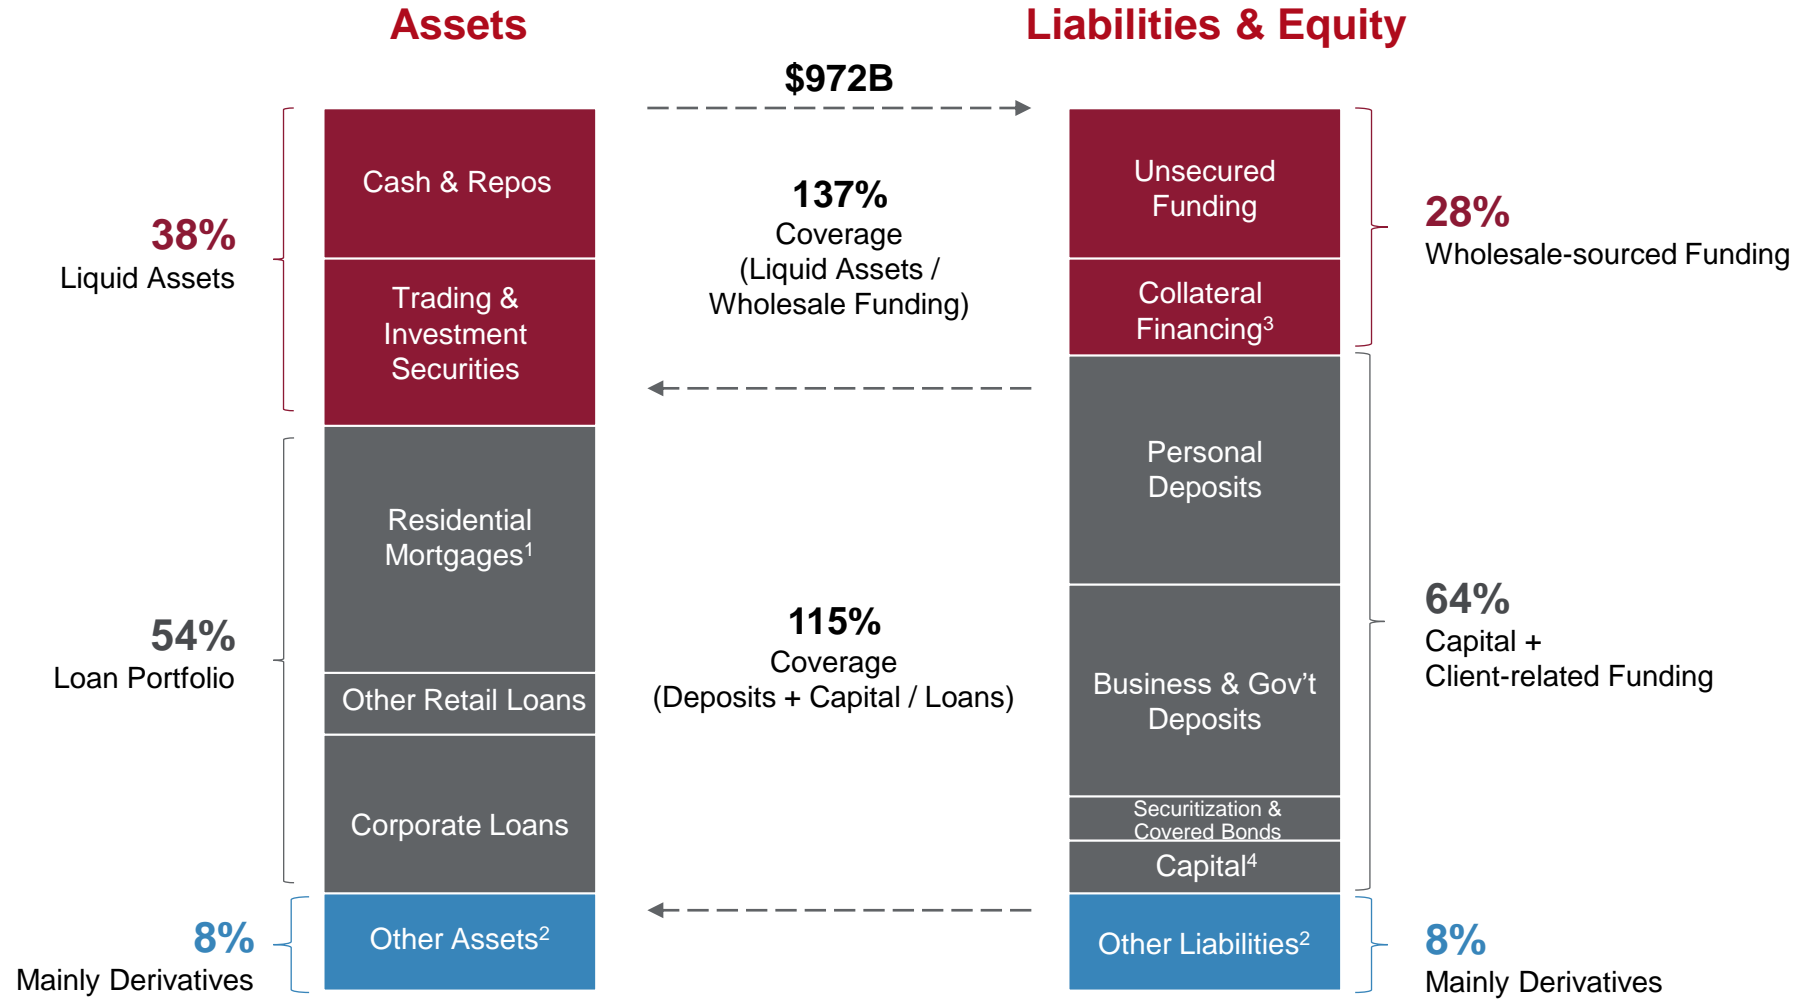 Assets
Liabilities & Equity
$972B
Cash & Repos
Trading &
Investment
Securities
Residential
Mortgages¹
Other Retail Loans
Corporate Loans
Other Assets²
38%
Liquid Assets
54%
Loan Portfolio
8%
Mainly Derivatives
137%
Coverage
(Liquid Assets /
Wholesale Funding)
115%
Coverage
(Deposits + Capital / Loans)
Unsecured
Funding
Collateral
Financing³
Personal
Deposits
Business & Gov’t
Deposits
Securitization &
Covered Bonds
Capital⁴
Other Liabilities²
28%
Wholesale-sourced Funding
64%
Capital +
Client-related Funding
8%
Mainly Derivatives